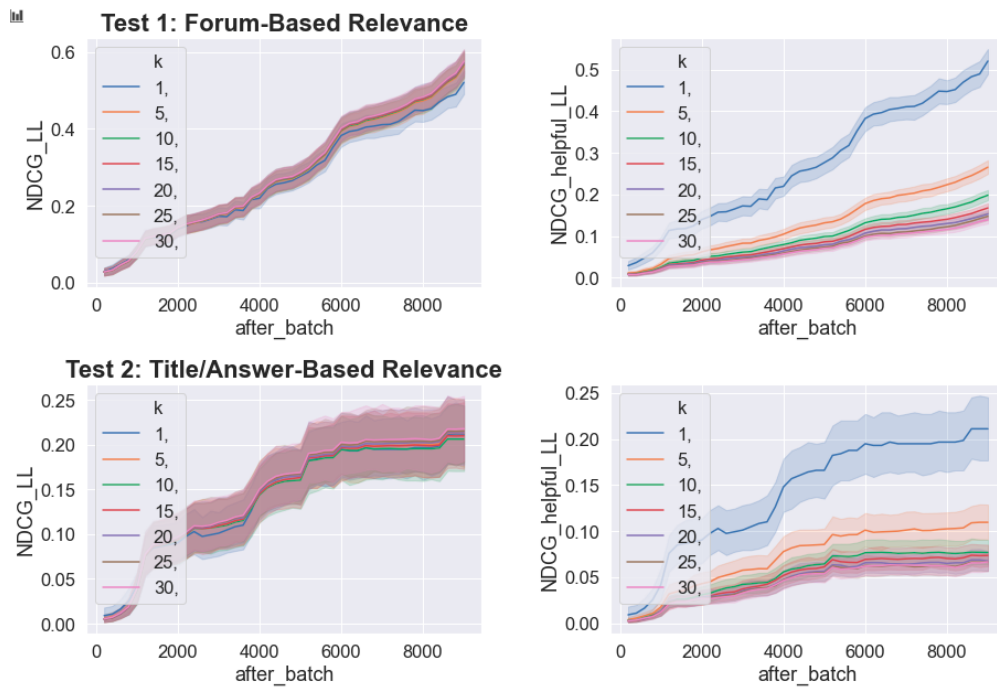 Test 1: Forum-Based Relevance
NDCG_LL
0.6
0.4
0.2
0.0
k
1,
5,
10,
15,
20,
25,
30,
0 2000 4000 6000 8000
after_batch
NDCG_helpful_LL
0.5
0.4
0.3
0.2
0.1
0.0
k
1,
5,
10,
15,
20,
25,
30,
0 2000 4000 6000 8000
after_batch
Test 2: Title/Answer-Based Relevance
NDCG_LL
0.25
0.20
0.15
0.10
0.05
0.00
k
1,
5,
10,
15,
20,
25,
30,
0 2000 4000 6000 8000
after_batch
NDCG_helpful_LL
0.25
0.20
0.15
0.10
0.05
0.00
k
1,
5,
10,
15,
20,
25,
30,
0 2000 4000 6000 8000
after_batch